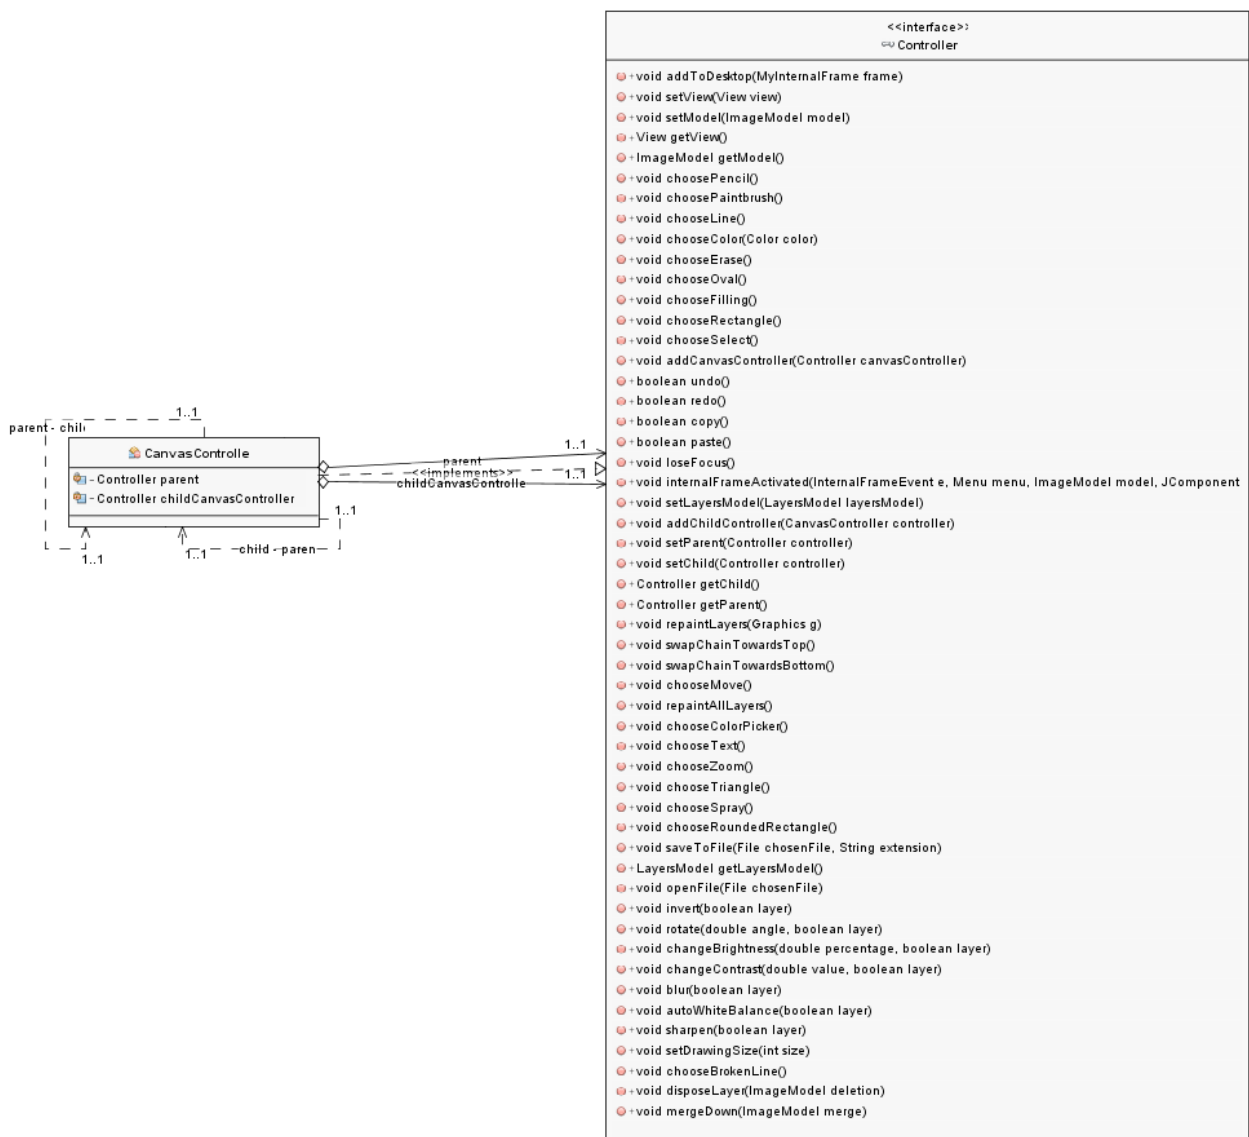 <<interface>>
Controller
+void addToDesktop(MyInternalFrame frame)
+void setView(View view)
+void setModel(ImageModel model)
+View getView()
+ImageModel getModel()
+void choosePencil()
+void choosePaintbrush()
+void chooseLine()
+void chooseColor(Color color)
+void chooseErase()
+void chooseOval()
+void chooseFilling()
+void chooseRectangle()
+void chooseSelect()
+void addCanvasController(Controller canvasController)
+boolean undo()
+boolean redo()
+boolean copy()
+boolean paste()
+void loseFocus()
+void internalFrameActivated(InternalFrameEvent e, Menu menu, ImageModel model, JComponent
+void setLayersModel(LayersModel layersModel)
+void addChildController(CanvasController controller)
+void setParent(Controller controller)
+void setChild(Controller controller)
+Controller getChild()
+Controller getParent()
+void repaintLayers(Graphics g)
+void swapChainTowardsTop()
+void swapChainTowardsBottom()
+void chooseMove()
+void repaintAllLayers()
+void chooseColorPicker()
+void chooseText()
+void chooseZoom()
+void chooseTriangle()
+void chooseSpray()
+void chooseRoundedRectangle()
+void saveToFile(File chosenFile, String extension)
+LayersModel getLayersModel()
+void openFile(File chosenFile)
+void invert(boolean layer)
+void rotate(double angle, boolean layer)
+void changeBrightness(double percentage, boolean layer)
+void changeContrast(double value, boolean layer)
+void blur(boolean layer)
+void autoWhiteBalance(boolean layer)
+void sharpen(boolean layer)
+void setDrawingSize(int size)
+void chooseBrokenLine()
+void disposeLayer(ImageModel deletion)
+void mergeDown(ImageModel merge)
1..1
parent - chil
CanvasControlle
- Controller parent
- Controller childCanvasController
1..1
1..1
child - paren
1..1
1..1
parent
<<implements>>
1..1
childCanvasControlle